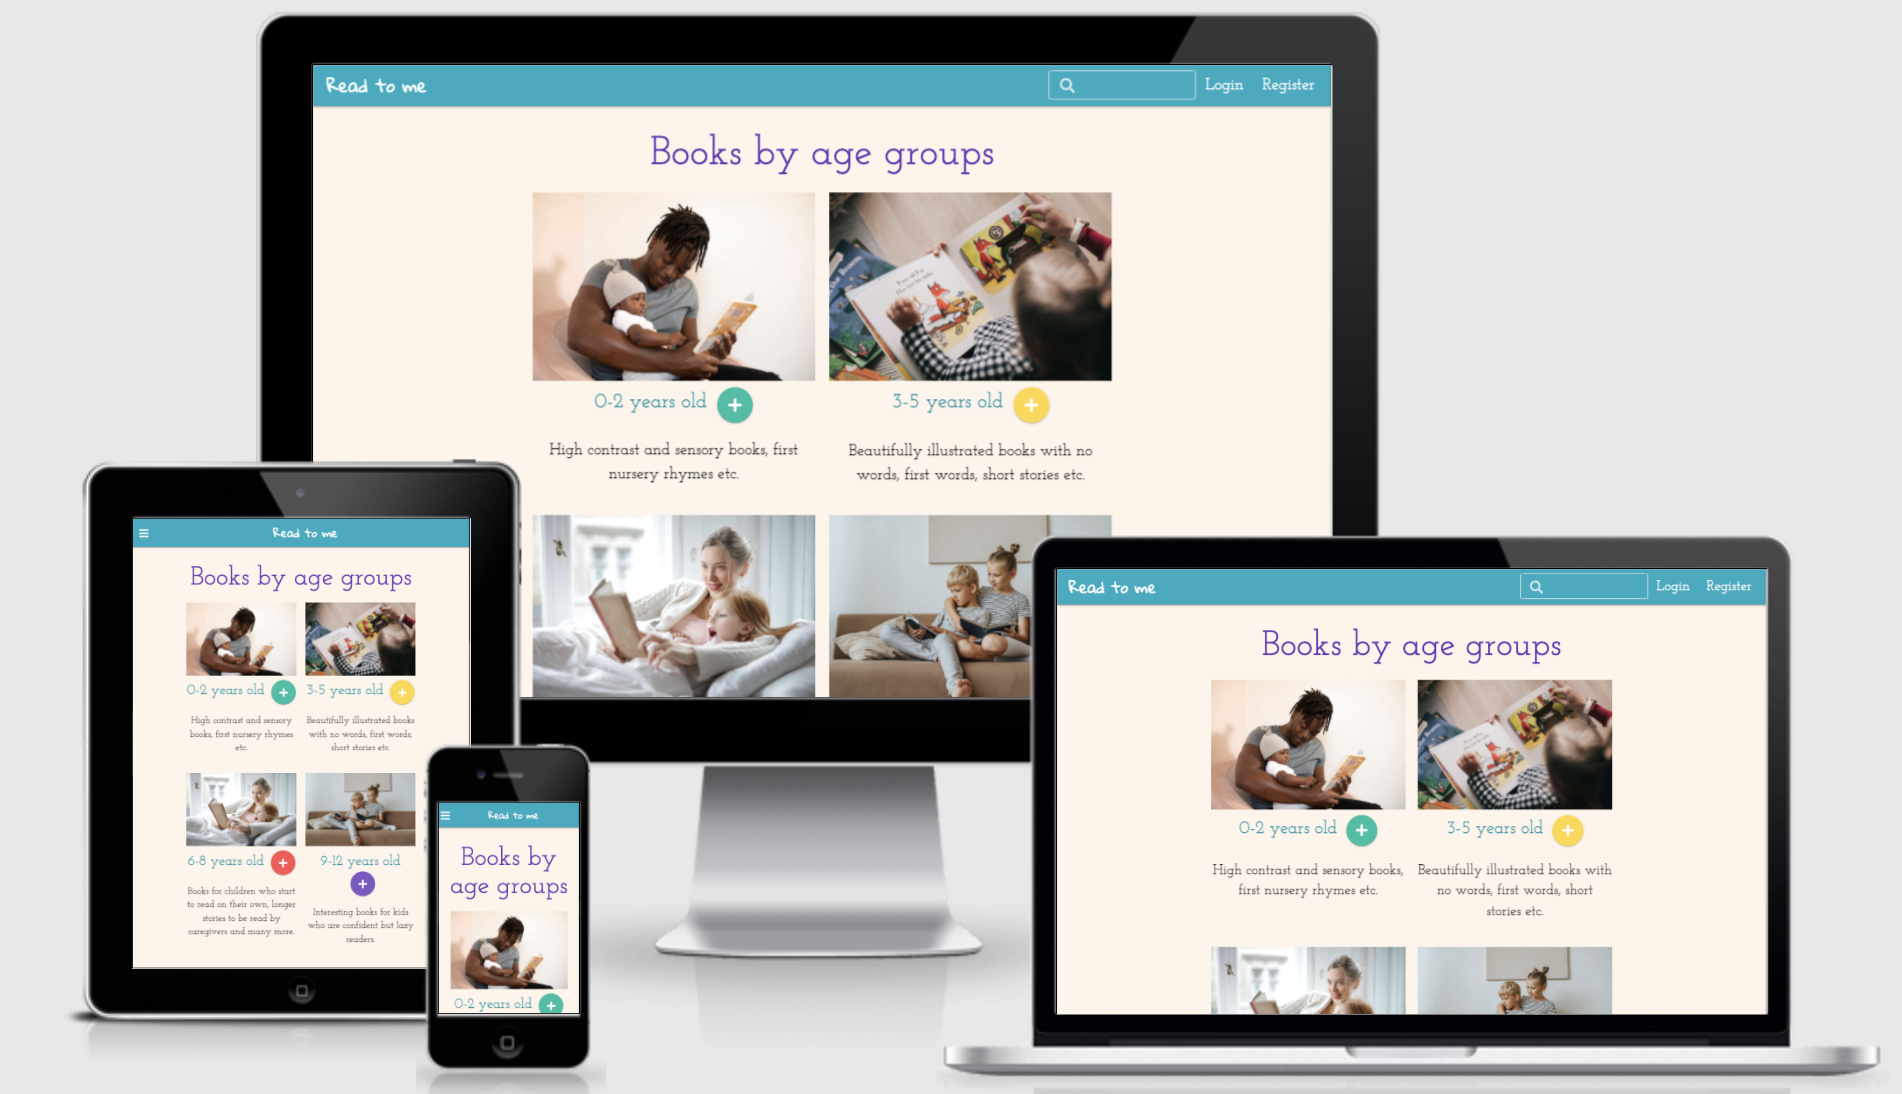 Read to me
Login Register
Books by age groups
0-2 years old
3-5 years old
High contrast and sensory books, first
nursery rhymes etc.
Beautifully illustrated books with no
words, first words, short stories etc.
Read to me
Books by age groups
0-2 years old
3-5 years old
High contrast and sensory
books, first nursery rhymes
etc.
Beautifully illustrated books
with no words, first words,
short stories etc.
6-8 years old
9-12 years old
Books for children who start
to read on their own, longer
stories to be read by
caregivers and many more.
Interesting books for kids
who are confident but lazy
readers.
Read to me
Books by
age groups
0-2 years old
Read to me
Login Register
Books by age groups
0-2 years old
3-5 years old
High contrast and sensory books,
first nursery rhymes etc.
Beautifully illustrated books with
no words, first words, short
stories etc.